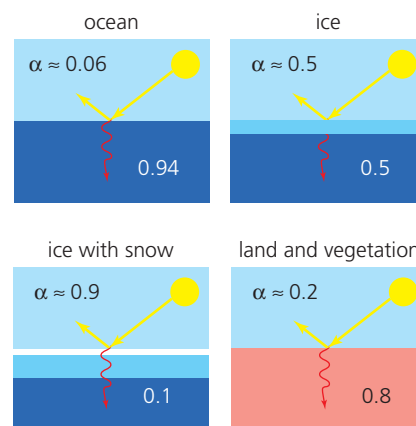 ocean
α ≈ 0.06
0.94
ice
α ≈ 0.5
0.5
ice with snow
α ≈ 0.9
0.1
land and vegetation
α ≈ 0.2
0.8